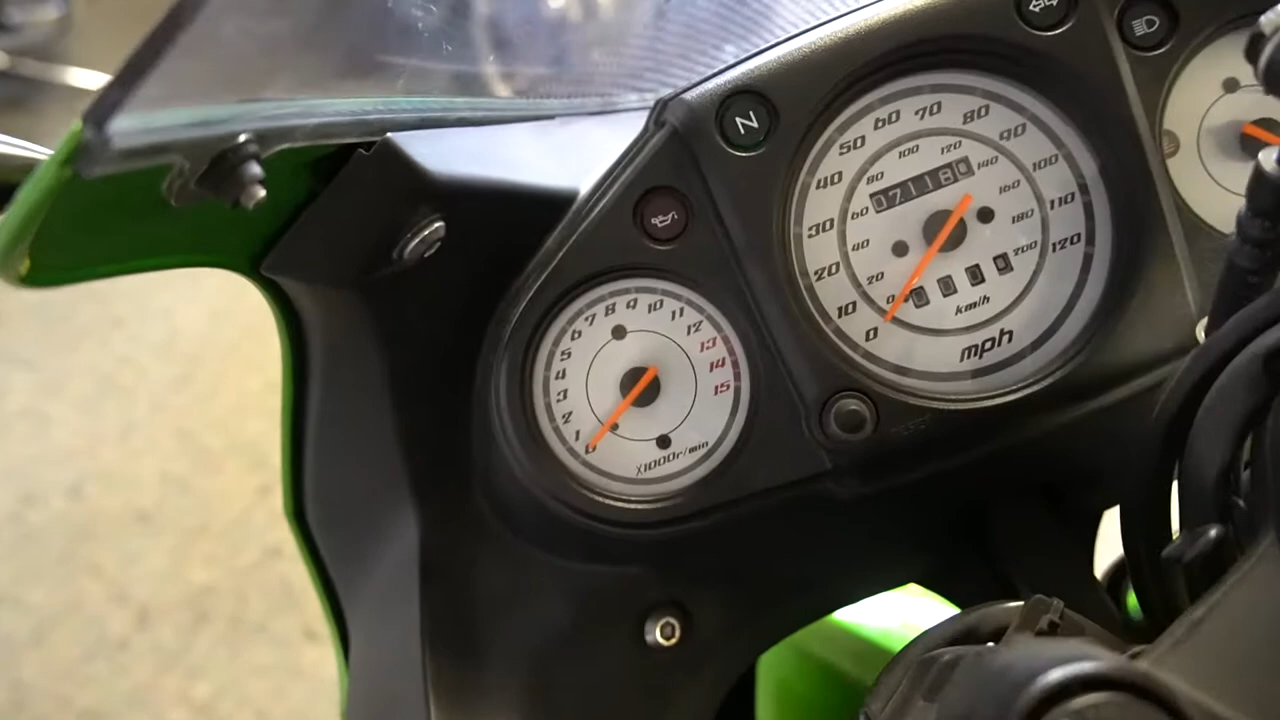 N
0 10 20 30 40 50 60 70 80 90 100 110 120
0 20 40 60 80 100 120 140 160 180 200
071180
km/h
mph
0 1 2 3 4 5 6 7 8 9 10 11 12 13 14 15
X1000r/min